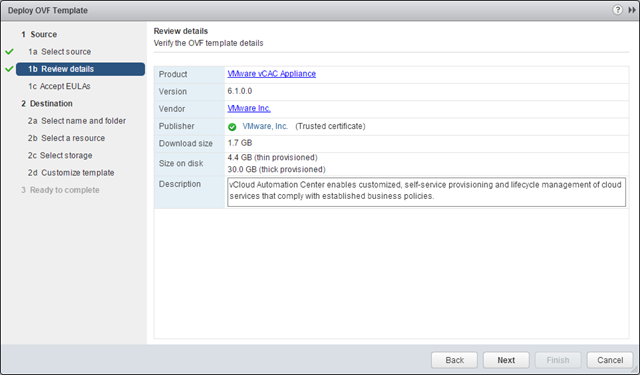 Deploy OVF Template
1 Source
1a Select source
1b Review details
1c Accept EULAs
2 Destination
2a Select name and folder
2b Select a resource
2c Select storage
2d Customize template
3 Ready to complete
Review details
Verify the OVF template details
Product VMware vCAC Appliance
Version 6.1.0.0
Vendor VMware Inc.
Publisher VMware, Inc. (Trusted certificate)
Download size 1.7 GB
Size on disk 4.4 GB (thin provisioned)
30.0 GB (thick provisioned)
Description vCloud Automation Center enables customized, self-service provisioning and lifecycle management of cloud
services that comply with established business policies.
Back Next Finish Cancel